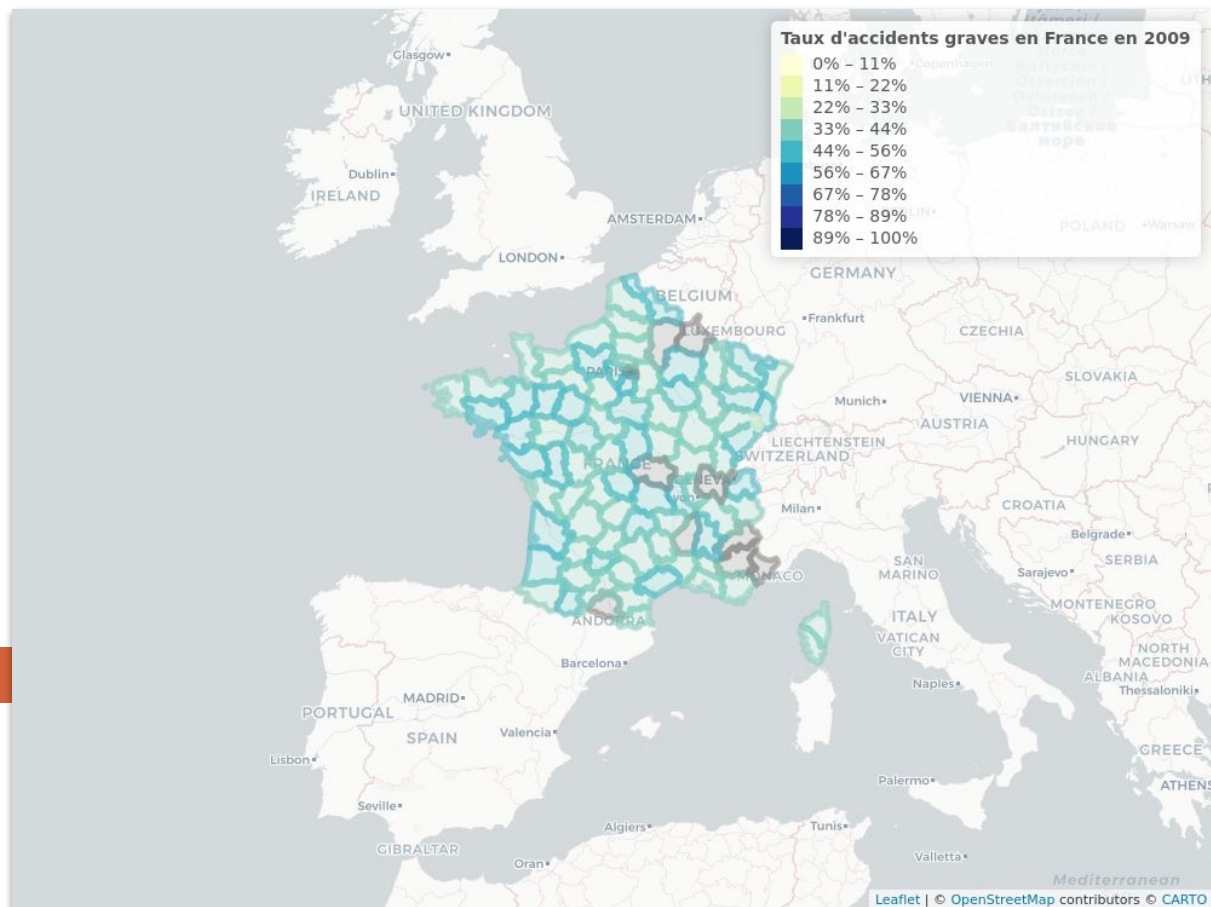 Taux d'accidents graves en France en 2009
0% – 11%
11% – 22%
22% – 33%
33% – 44%
44% – 56%
56% – 67%
67% – 78%
78% – 89%
89% – 100%
Glasgow
Copenhagen
UNITED KINGDOM
Балтийское
море
Dublin
IRELAND
AMSTERDAM
POLAND
Warsaw
LONDON
GERMANY
BELGIUM
Frankfurt
LUXEMBOURG
CZECHIA
PARIS
SLOVAKIA
Munich
VIENNA
AUSTRIA
LIECHTENSTEIN
HUNGARY
SWITZERLAND
FRANCE
GENEVA
Milan
CROATIA
Belgrade
SAN
MARINO
SERBIA
Sarajevo
MONACO
MONTENEGRO
KOSOVO
ITALY
ANDORRA
VATICAN
CITY
NORTH
MACEDONIA
Barcelona
ALBANIA
Naples
Thessaloniki
MADRID
PORTUGAL
Valencia
SPAIN
GREECE
Lisbon
Palermo
ATHENS
Seville
Algiers
Tunis
GIBRALTAR
Oran
Valletta
Mediterranean
Leaflet | © OpenStreetMap contributors © CARTO